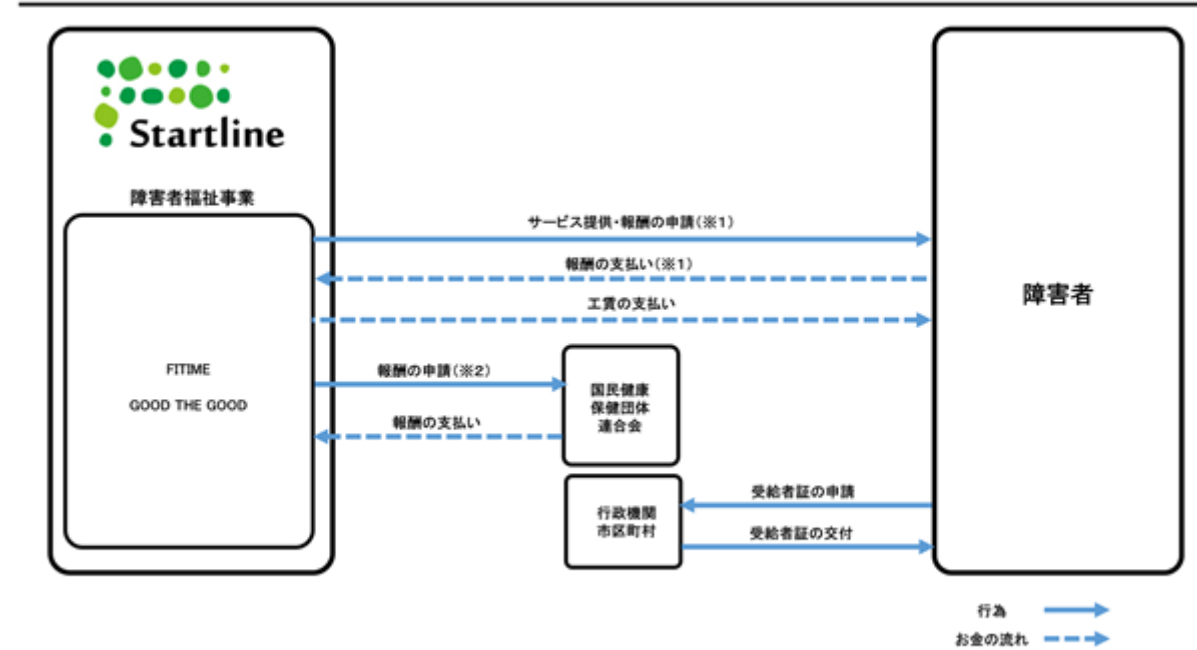 Startline
障害者福祉事業
サービス提供・報酬の申請(※1)
報酬の支払い(※1)
工賃の支払い
障害者
FITIME
GOOD THE GOOD
報酬の申請(※2)
報酬の支払い
国民健康
保健団体
連合会
受給者証の申請
行政機関
市区町村
受給者証の交付
行為
お金の流れ